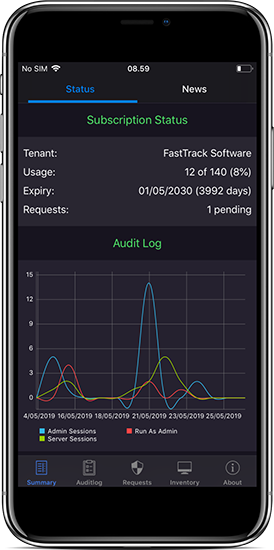 No SIM 08.59
Status News
Subscription Status
Tenant: FastTrack Software
Usage: 12 of 140 (8%)
Expiry: 01/05/2030 (3992 days)
Requests: 1 pending
Audit Log
15
12
9
6
3
0
4/05/2019 16/05/2019 18/05/2019 21/05/2019 23/05/2019 25/05/2019
Admin Sessions Run As Admin
Server Sessions
Summary Auditlog Requests Inventory About